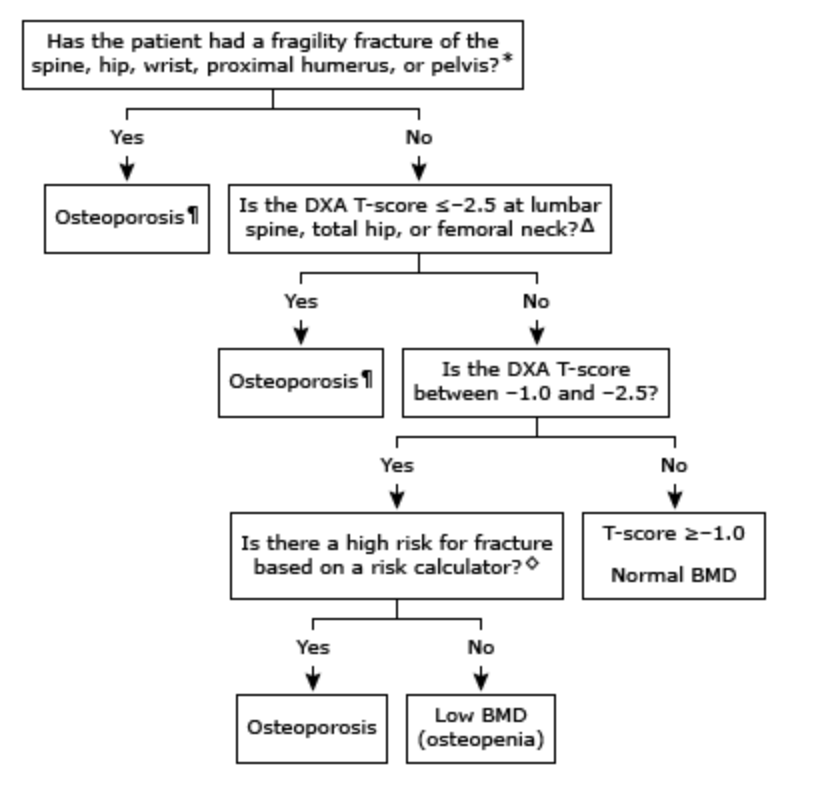 Has the patient had a fragility fracture of the
spine, hip, wrist, proximal humerus, or pelvis?*
Yes
No
Osteoporosis¶
Is the DXA T-score ≤−2.5 at lumbar
spine, total hip, or femoral neck?Δ
Yes
No
Osteoporosis¶
Is the DXA T-score
between −1.0 and −2.5?
Yes
No
Is there a high risk for fracture
based on a risk calculator?◇
T-score ≥−1.0
Normal BMD
Yes
No
Osteoporosis
Low BMD
(osteopenia)